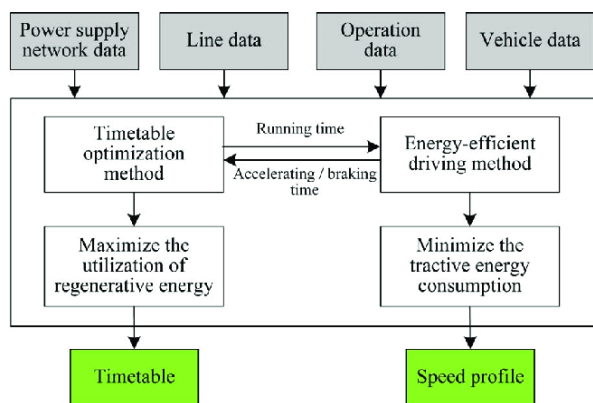 Power supply
network data
Line data
Operation
data
Vehicle data
Timetable
optimization
method
Running time
Accelerating / braking
time
Energy-efficient
driving method
Maximize the
utilization of
regenerative energy
Minimize the
tractive energy
consumption
Timetable
Speed profile